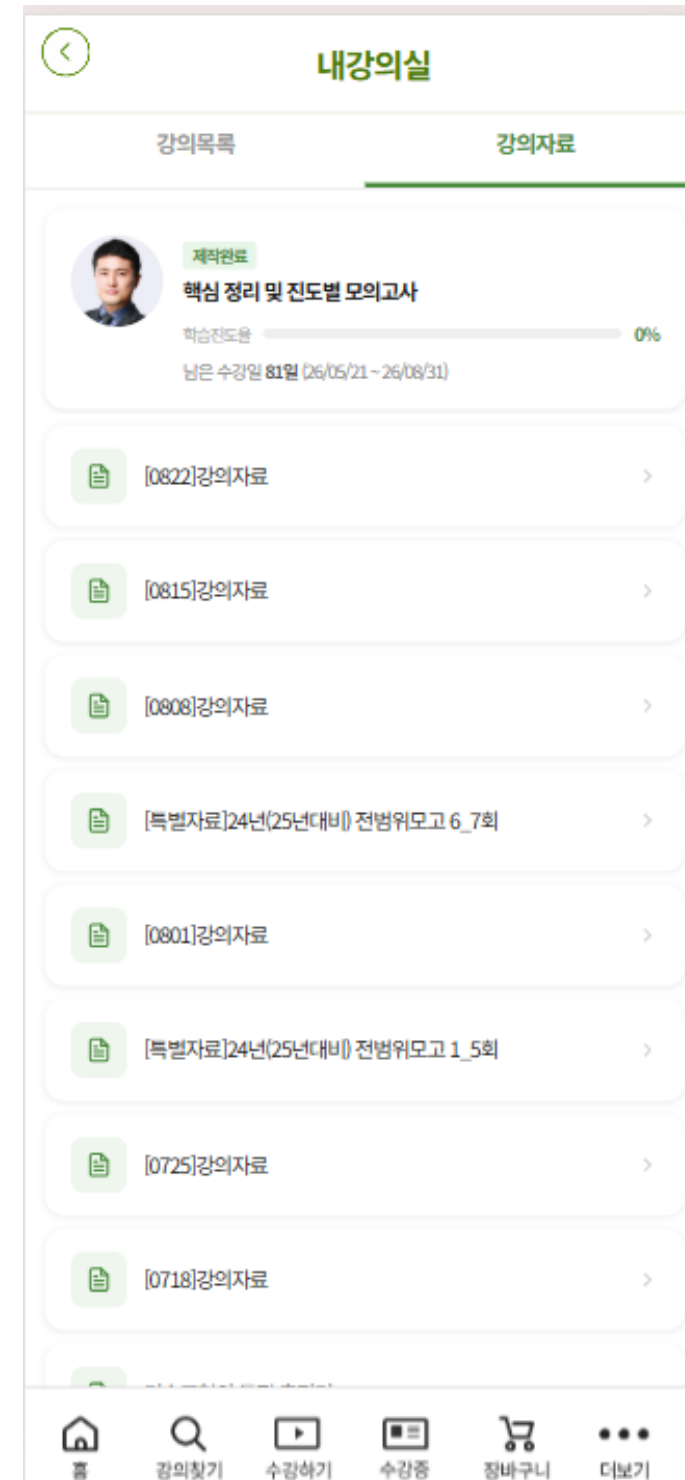 내강의실
강의목록 강의자료
제작완료
핵심 정리 및 진도별 모의고사
학습진도율 0%
남은 수강일 81일 (26/05/21 ~ 26/08/31)
[0822]강의자료
[0815]강의자료
[0808]강의자료
[특별자료]24년(25년대비) 전범위모고 6_7회
[0801]강의자료
[특별자료]24년(25년대비) 전범위모고 1_5회
[0725]강의자료
[0718]강의자료
홈 강의찾기 수강하기 수강증 장바구니 더보기